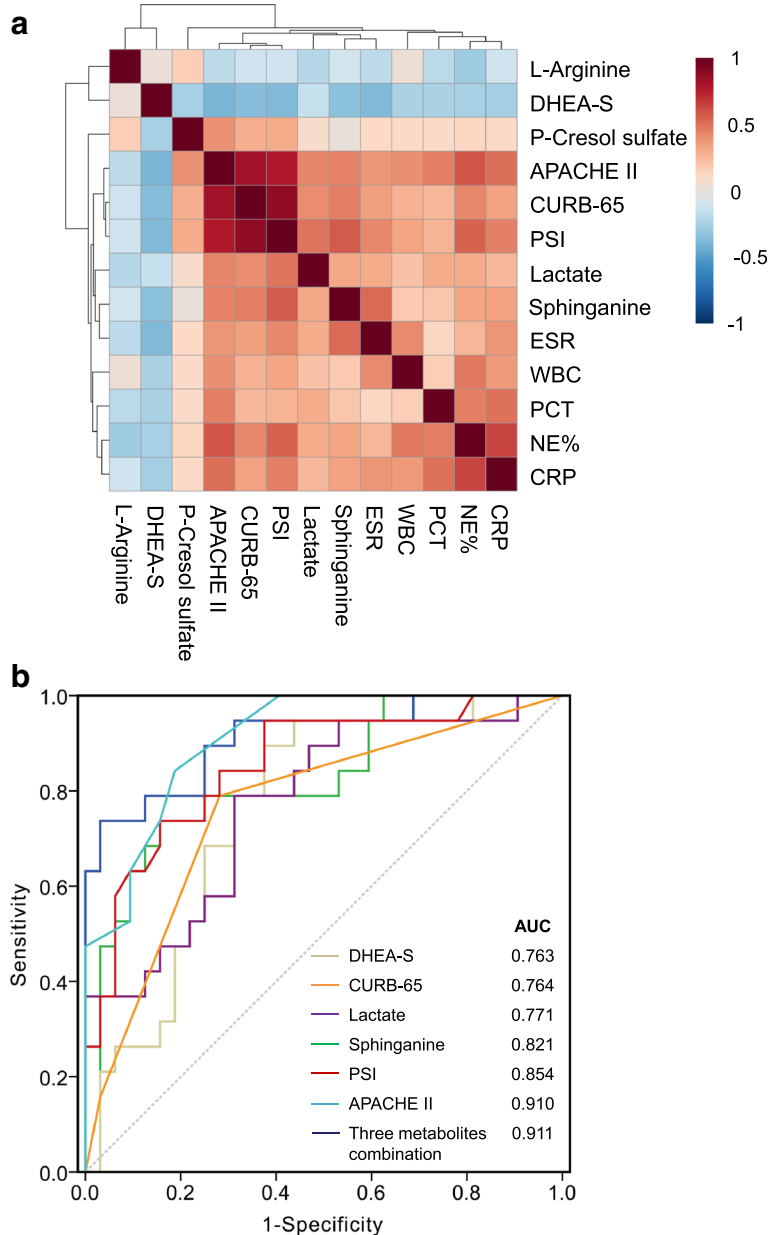 a
L-Arginine
DHEA-S
P-Cresol sulfate
APACHE II
CURB-65
PSI
Lactate
Sphinganine
ESR
WBC
PCT
NE%
CRP
1
0.5
0
-0.5
-1
L-Arginine
DHEA-S
P-Cresol sulfate
APACHE II
CURB-65
PSI
Lactate
Sphinganine
ESR
WBC
PCT
NE%
CRP
b
1.0
0.8
0.6
0.4
0.2
0.0
Sensitivity
AUC
DHEA-S 0.763
CURB-65 0.764
Lactate 0.771
Sphinganine 0.821
PSI 0.854
APACHE II 0.910
Three metabolites 0.911
combination
0.0 0.2 0.4 0.6 0.8 1.0
1-Specificity